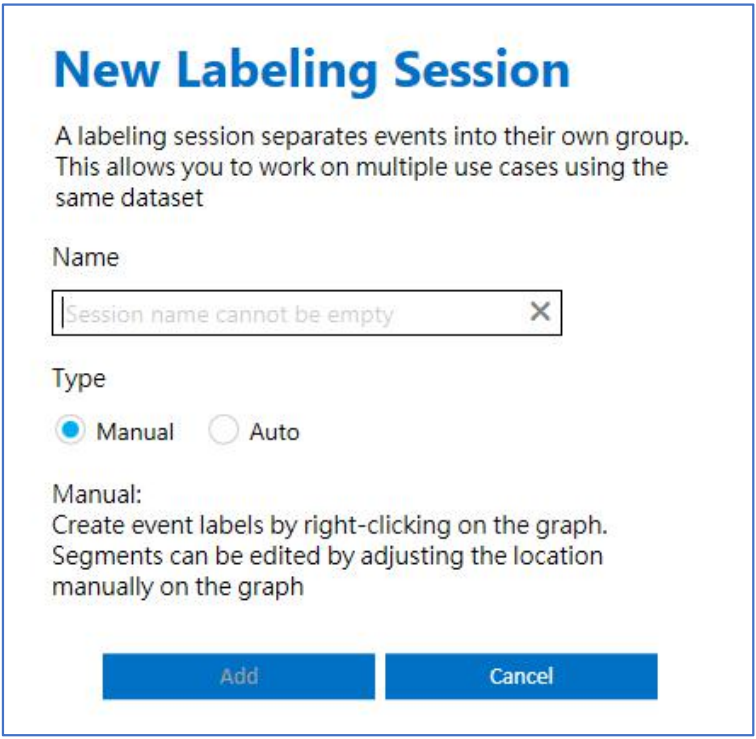 New Labeling Session
A labeling session separates events into their own group.
This allows you to work on multiple use cases using the
same dataset
Name
Session name cannot be empty
Type
Manual Auto
Manual:
Create event labels by right-clicking on the graph.
Segments can be edited by adjusting the location
manually on the graph
Add Cancel